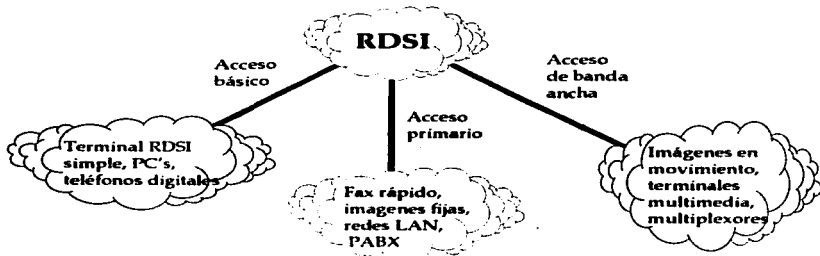 RDSI
Acceso
básico
Acceso
primario
Acceso
de banda
ancha
Terminal RDSI
simple, PC's,
teléfonos digitales
Fax rápido,
imagenes fijas,
redes LAN,
PABX
Imágenes en
movimiento,
terminales
multimedia,
multiplexores